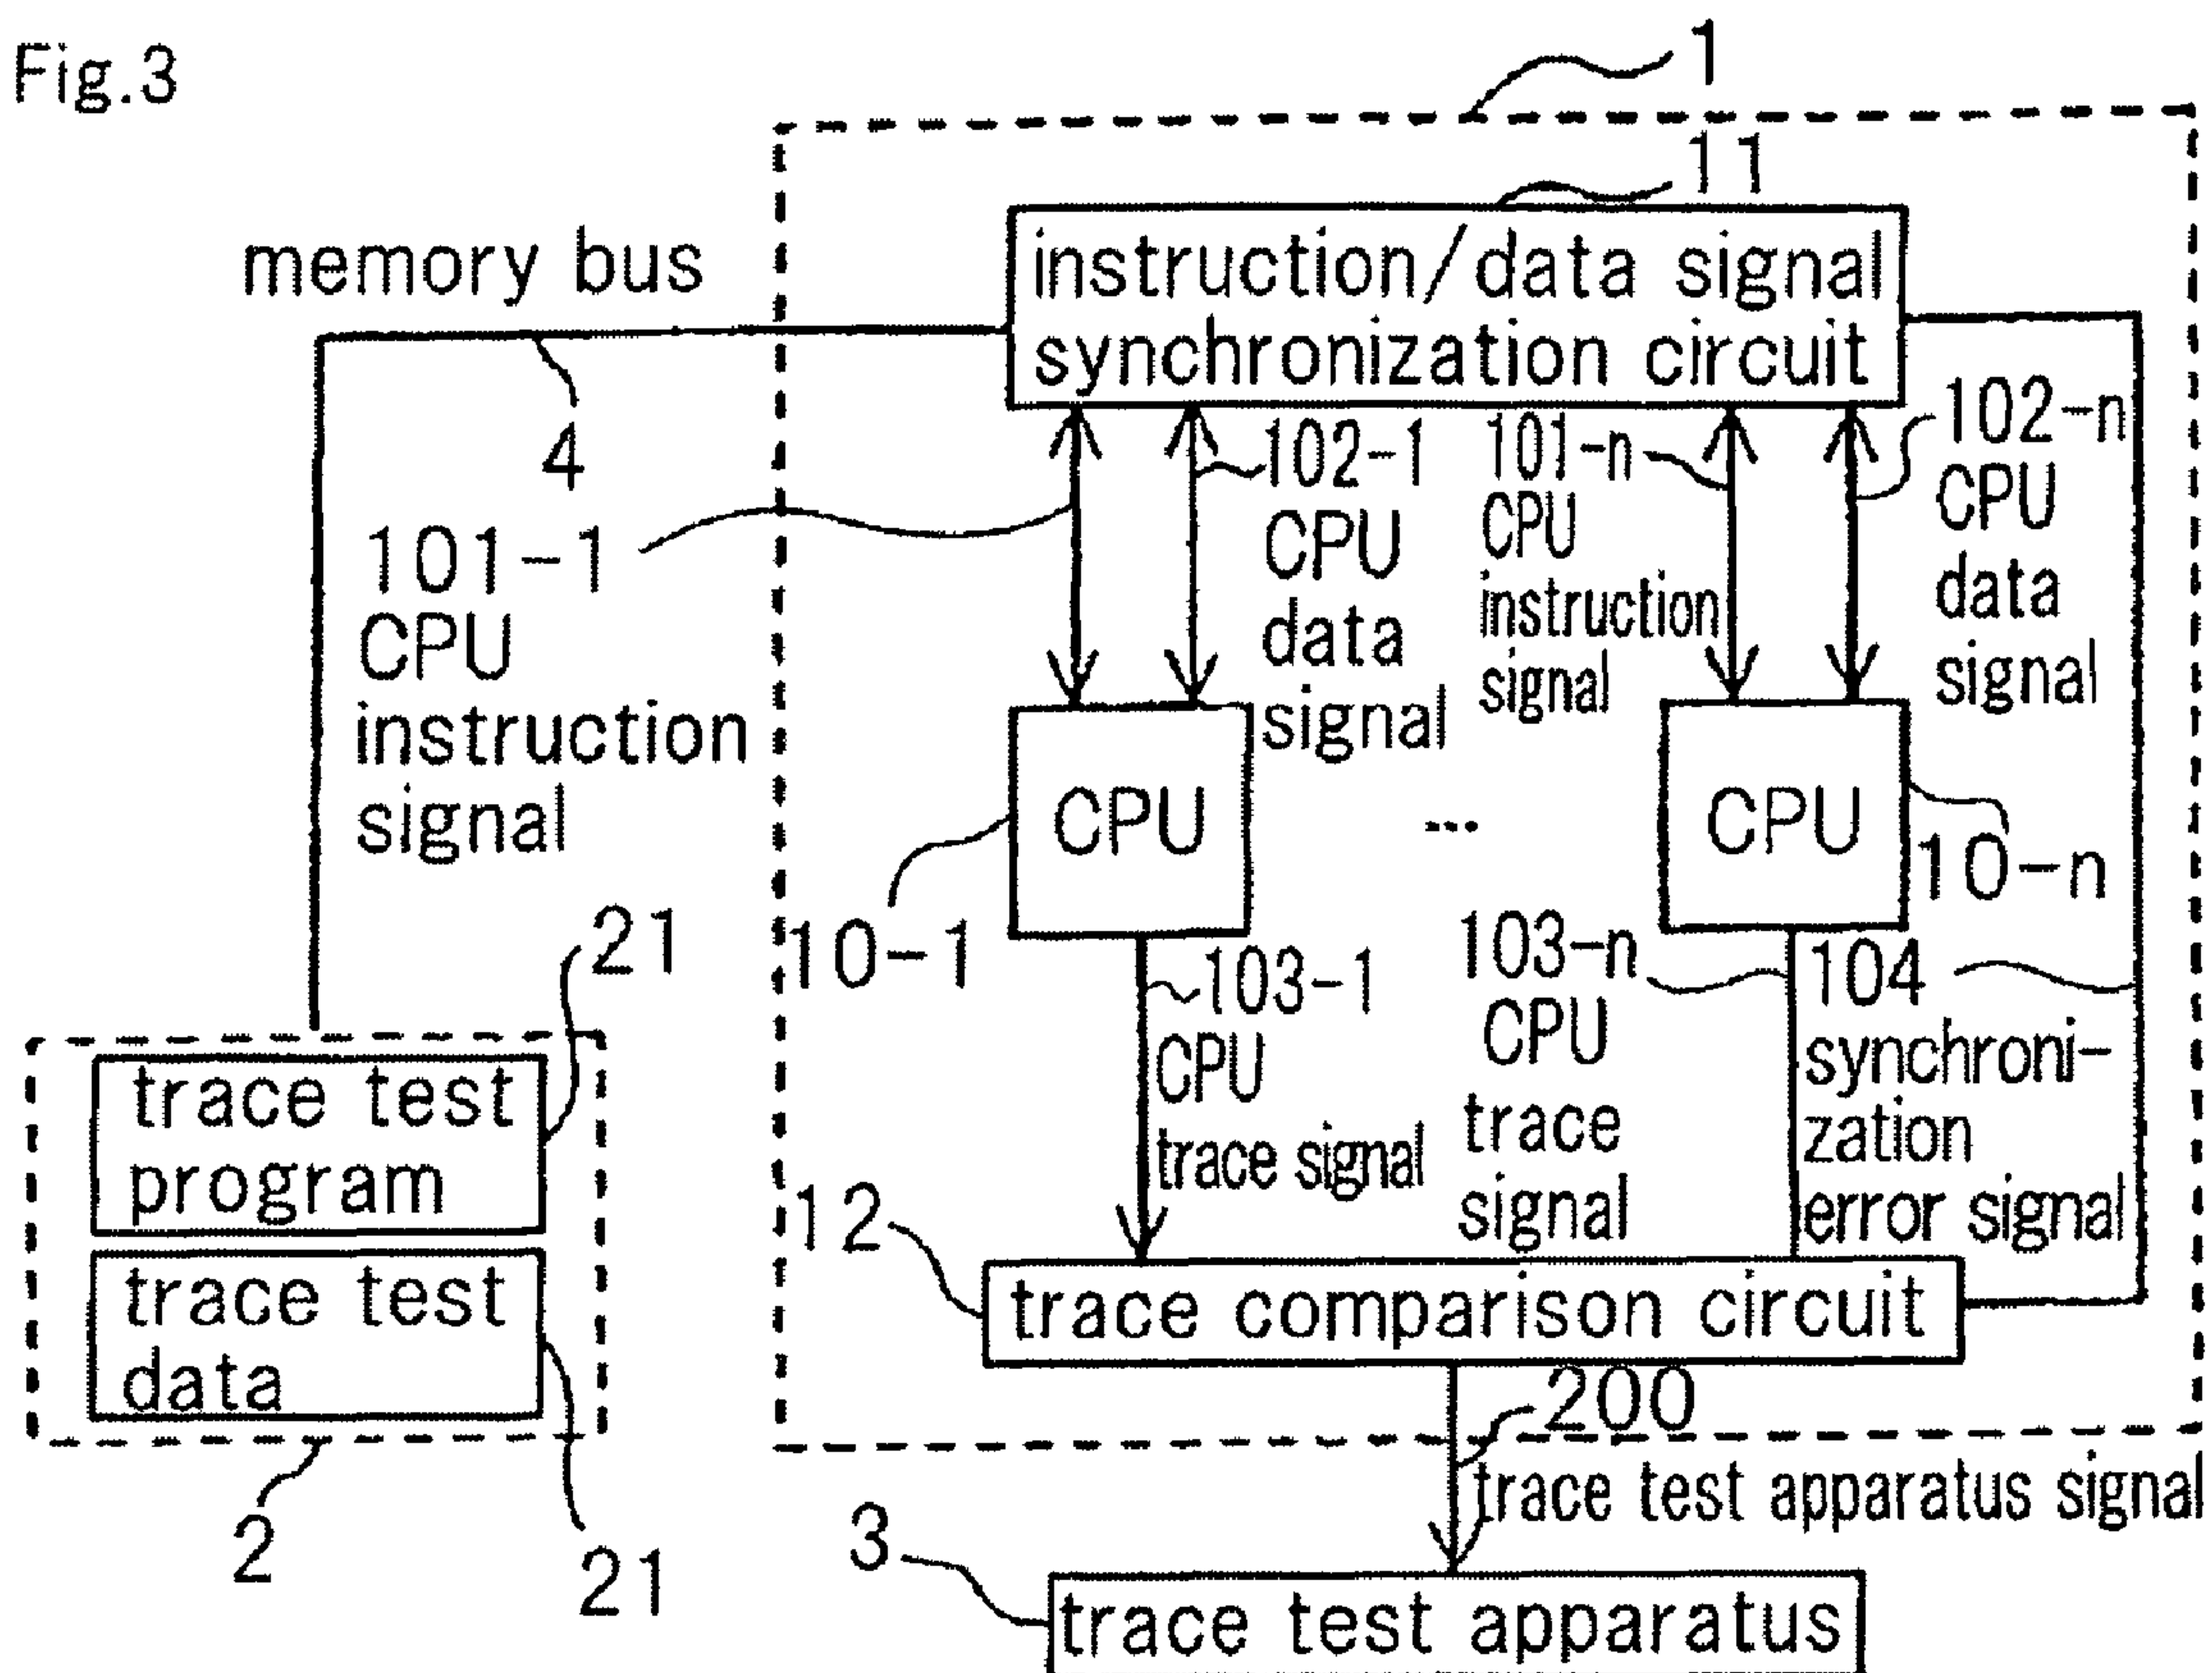 Fig.3
1
11
memory bus
instruction/data signal
synchronization circuit
4
101-1
CPU
instruction
signal
102-1
CPU
data
signal
101-n
CPU
instruction
signal
102-n
CPU
data
signal
CPU
...
CPU
10-1
10-n
21
trace test
program
trace test
data
2
21
103-1
CPU
trace signal
103-n
CPU
trace
signal
104
synchroni-
zation
error signal
12
trace comparison circuit
200
trace test apparatus signal
3
trace test apparatus